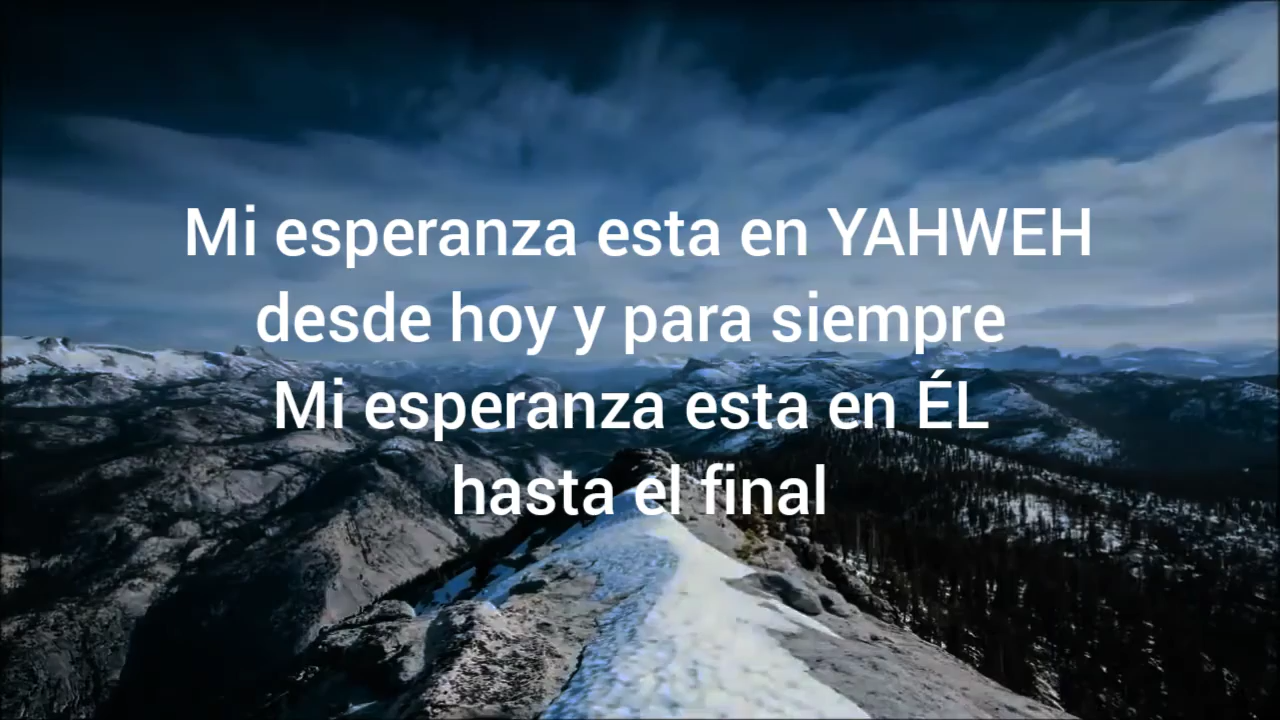 Mi esperanza esta en YAHWEH
desde hoy y para siempre
Mi esperanza esta en ÉL
hasta el final